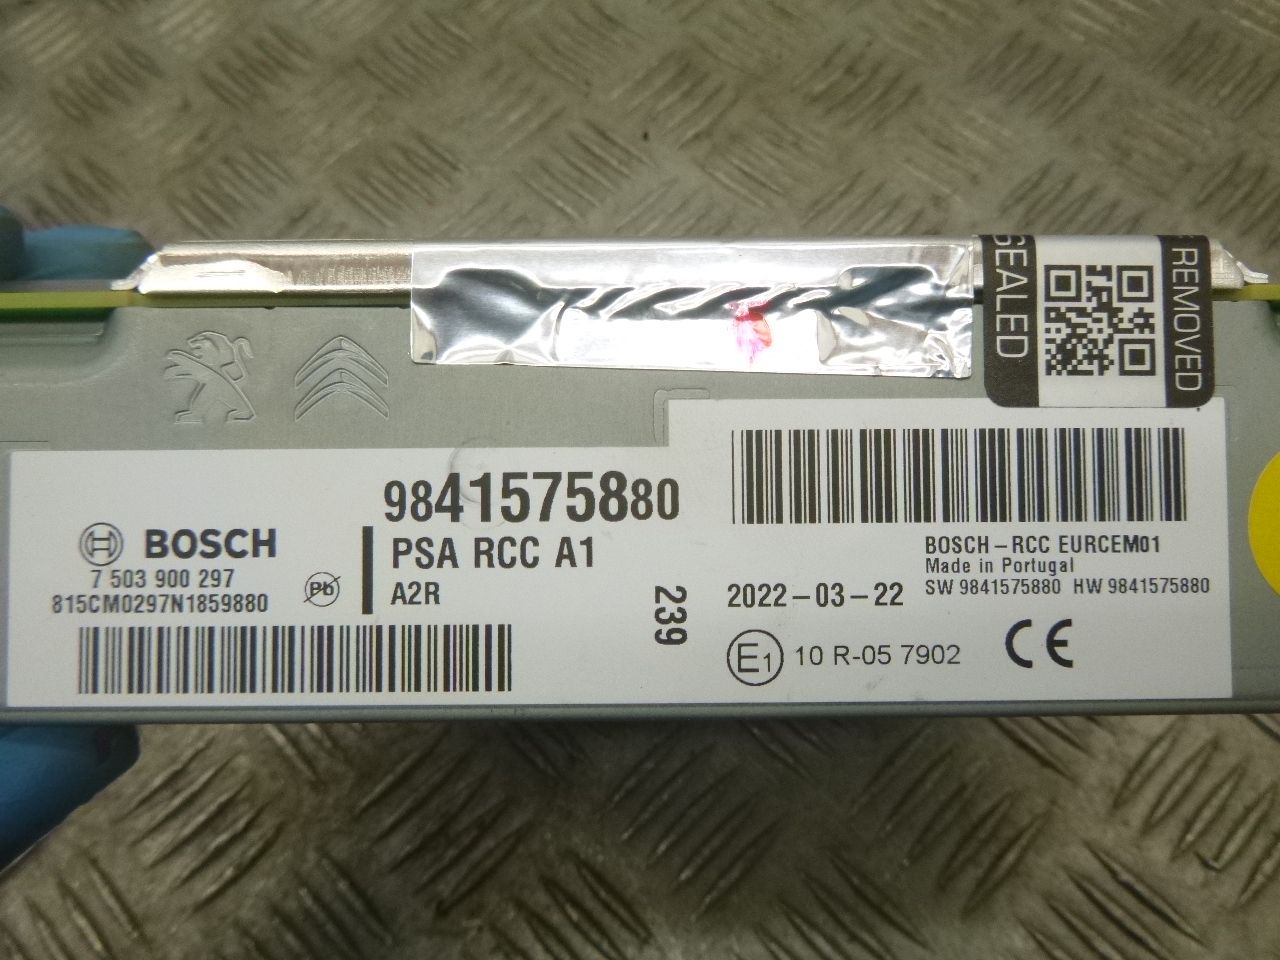 SEALED
REMOVED
9841575880
BOSCH
7 503 900 297
815CM0297N1859880
Pb
PSA RCC A1
A2R
239
BOSCH-RCC EURCEM01
Made in Portugal
2022-03-22
SW 9841575880 HW 9841575880
E1 10 R-05 7902
CE